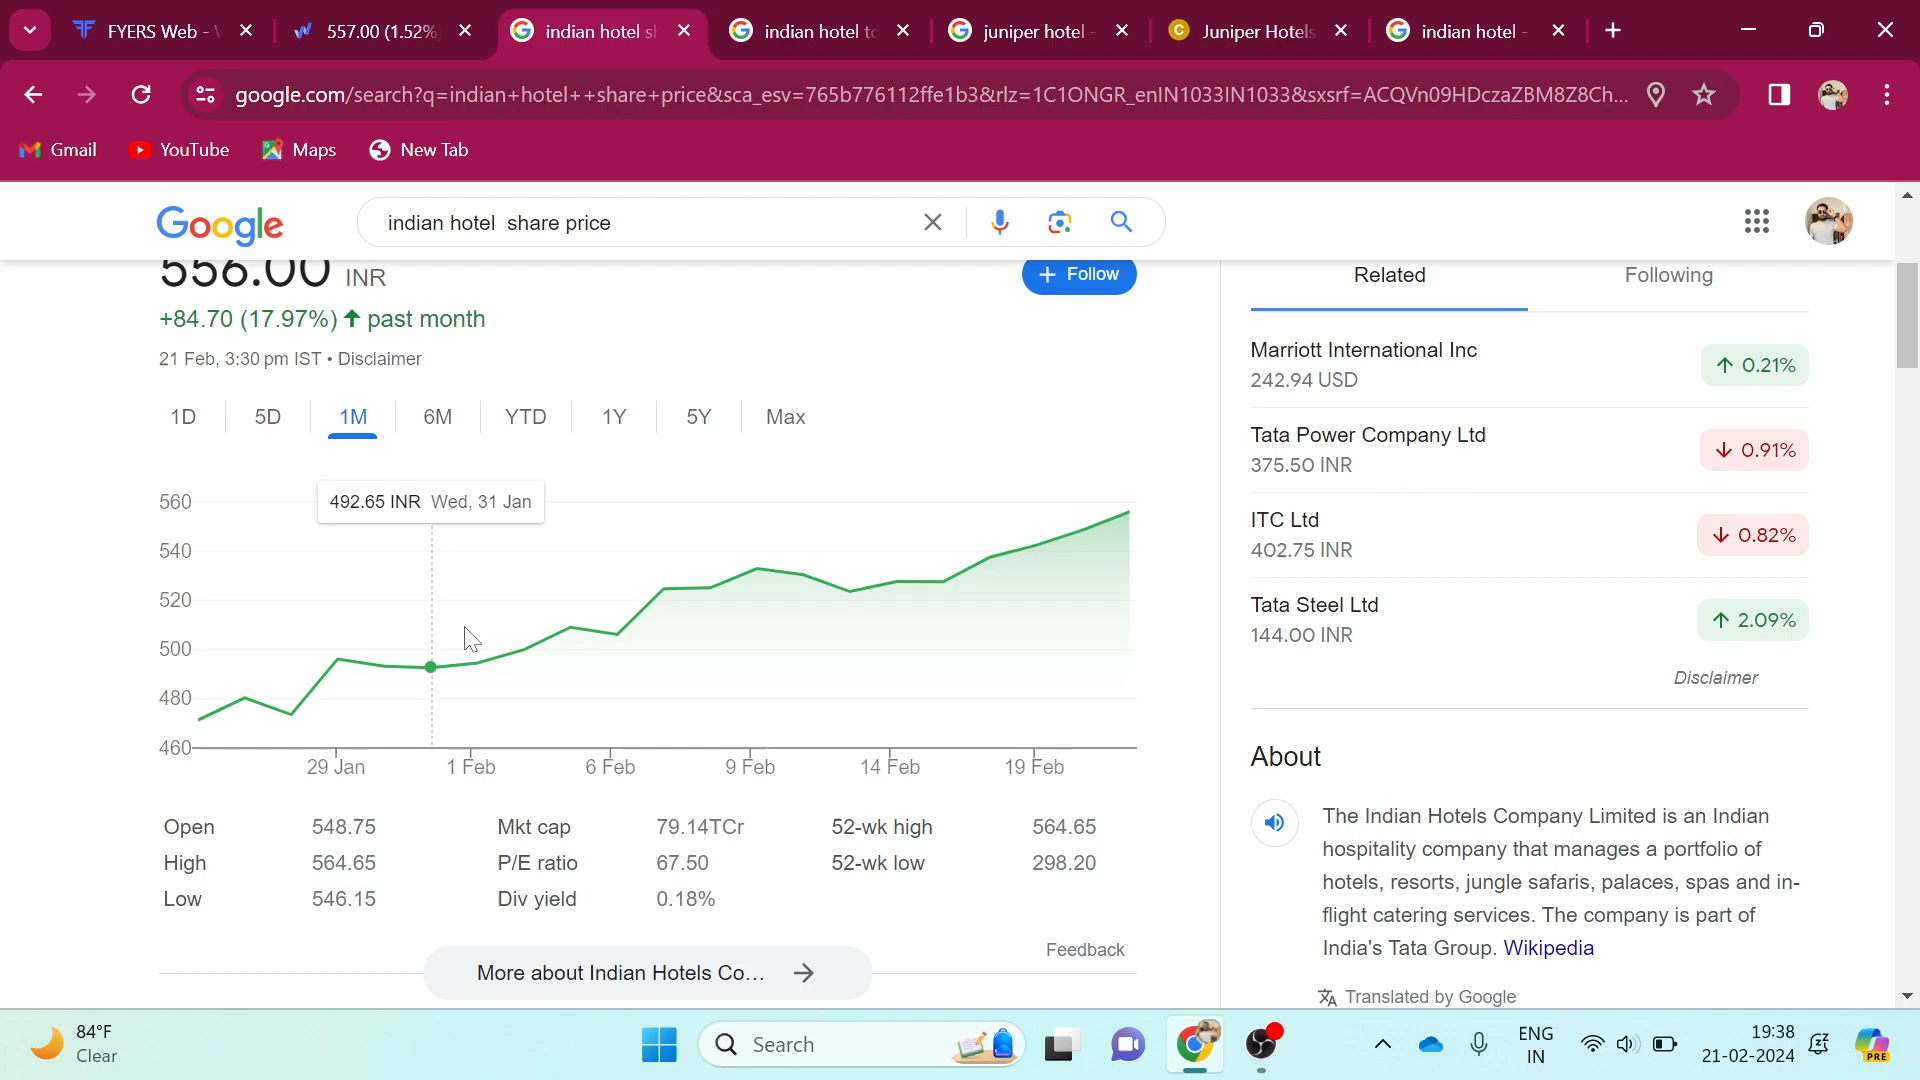 FYERS Web -
557.00 (1.52%
indian hotel sh
indian hotel to
juniper hotel -
Juniper Hotels
indian hotel -
google.com/search?q=indian+hotel++share+price&sca_esv=765b776112ffe1b3&rlz=1C1ONGR_enIN1033IN1033&sxsrf=ACQVn09HDczaZBM8Z8Ch...
Gmail
YouTube
Maps
New Tab
Google
indian hotel share price
556.00 INR
+ Follow
+84.70 (17.97%) ↑ past month
21 Feb, 3:30 pm IST • Disclaimer
1D
5D
1M
6M
YTD
1Y
5Y
Max
492.65 INR Wed, 31 Jan
560
540
520
500
480
460
29 Jan
1 Feb
6 Feb
9 Feb
14 Feb
19 Feb
Open 548.75
High 564.65
Low 546.15
Mkt cap 79.14TCr
P/E ratio 67.50
Div yield 0.18%
52-wk high 564.65
52-wk low 298.20
Feedback
More about Indian Hotels Co... →
Related
Following
Marriott International Inc
242.94 USD
↑ 0.21%
Tata Power Company Ltd
375.50 INR
↓ 0.91%
ITC Ltd
402.75 INR
↓ 0.82%
Tata Steel Ltd
144.00 INR
↑ 2.09%
Disclaimer
About
The Indian Hotels Company Limited is an Indian
hospitality company that manages a portfolio of
hotels, resorts, jungle safaris, palaces, spas and in-
flight catering services. The company is part of
India's Tata Group. Wikipedia
Translated by Google
84°F
Clear
Search
ENG
IN
19:38
21-02-2024
PRE